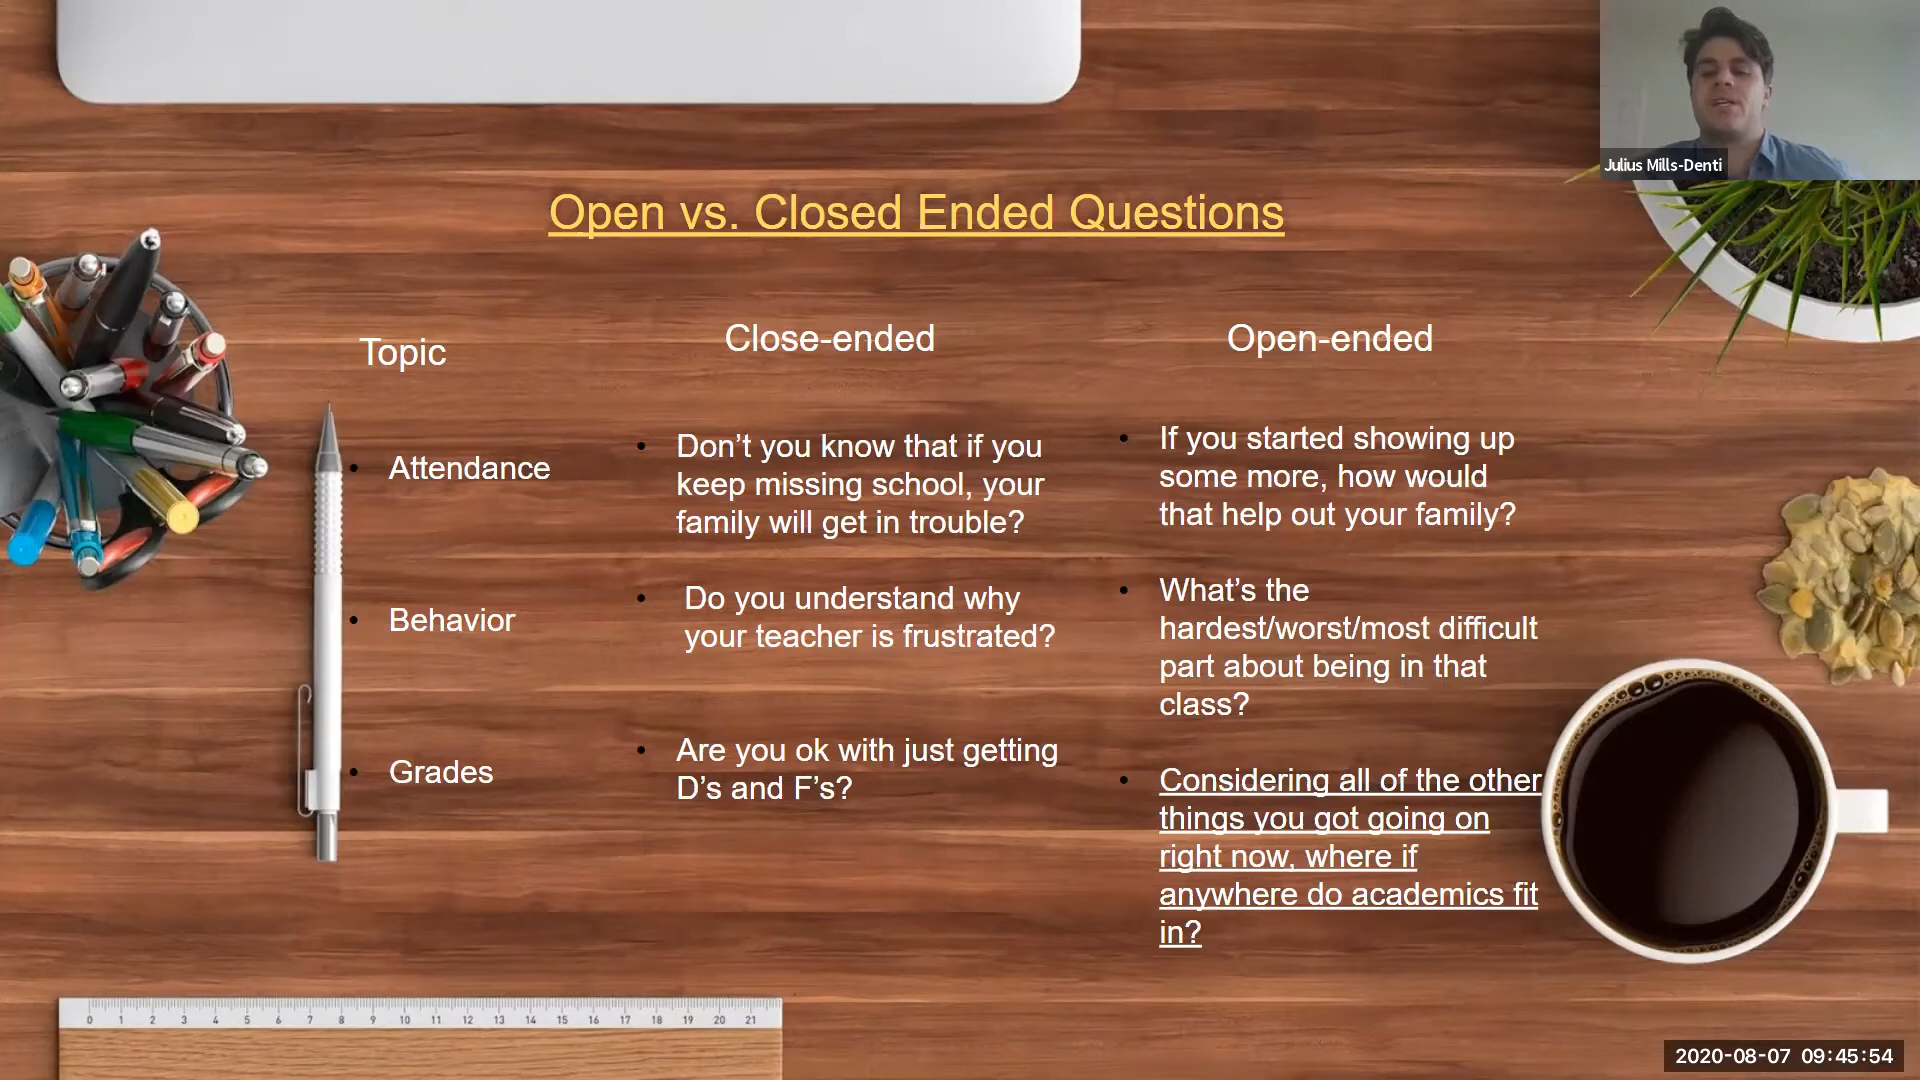 Julius Mills-Denti
Open vs. Closed Ended Questions
Topic
Close-ended
Open-ended
Attendance
Don’t you know that if you
keep missing school, your
family will get in trouble?
If you started showing up
some more, how would
that help out your family?
Behavior
Do you understand why
your teacher is frustrated?
What’s the
hardest/worst/most difficult
part about being in that
class?
Grades
Are you ok with just getting
D’s and F’s?
Considering all of the other
things you got going on
right now, where if
anywhere do academics fit
in?
0 1 2 3 4 5 6 7 8 9 10 11 12 13 14 15 16 17 18 19 20 21
2020-08-07 09:45:54